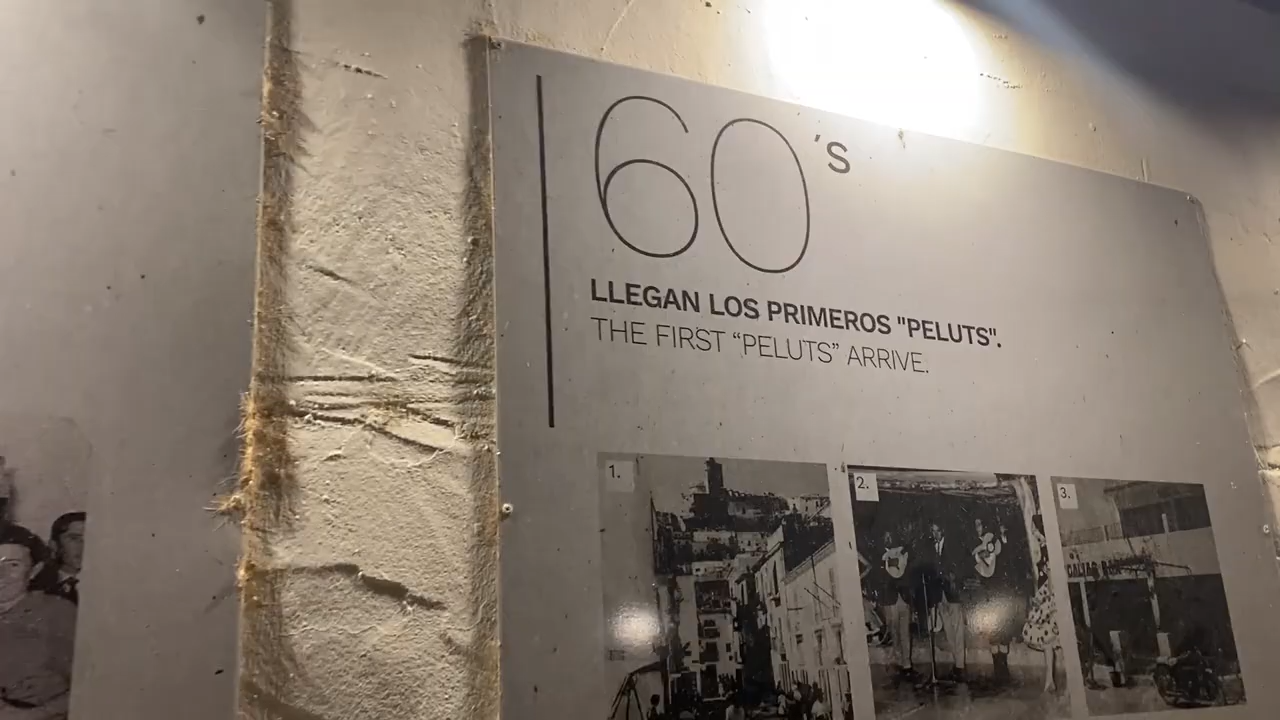 60's
LLEGAN LOS PRIMEROS "PELUTS".
THE FIRST “PELUTS” ARRIVE.
1.
2.
3.